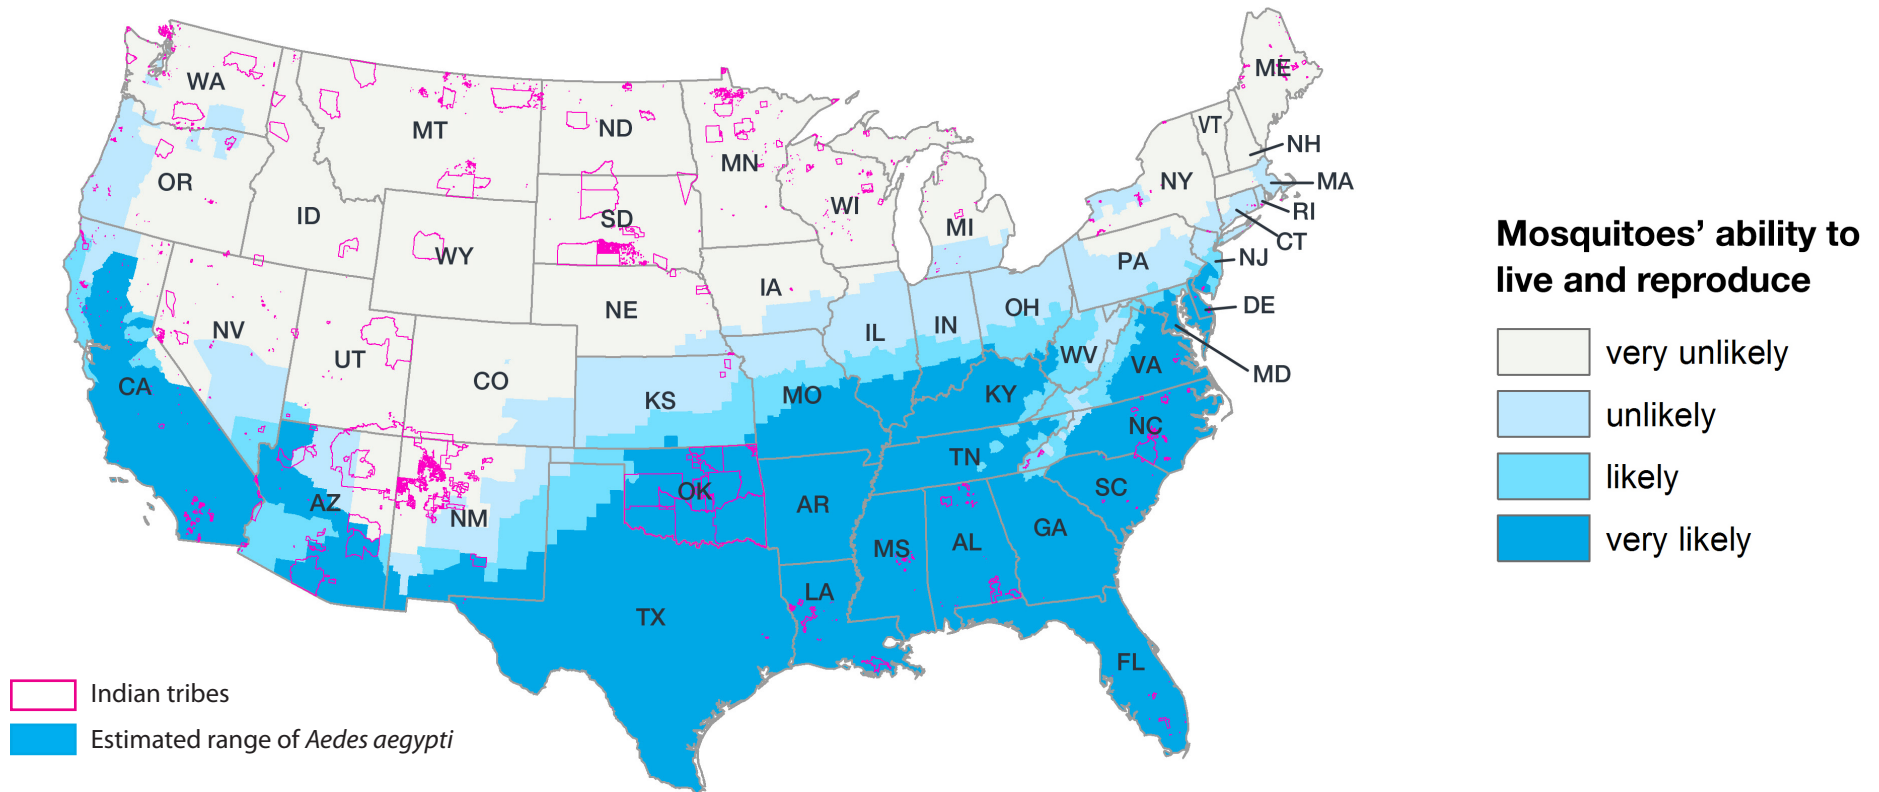 WA
MT
ND
MN
ME
VT
NH
MA
RI
CT
NJ
DE
MD
NY
OR
ID
WY
SD
WI
MI
PA
IA
NE
NV
UT
CO
KS
IL
IN
OH
WV
VA
CA
MO
KY
NC
TN
SC
AZ
NM
OK
AR
MS
AL
GA
LA
TX
FL
Indian tribes
Estimated range of Aedes aegypti
Mosquitoes’ ability to
live and reproduce
very unlikely
unlikely
likely
very likely